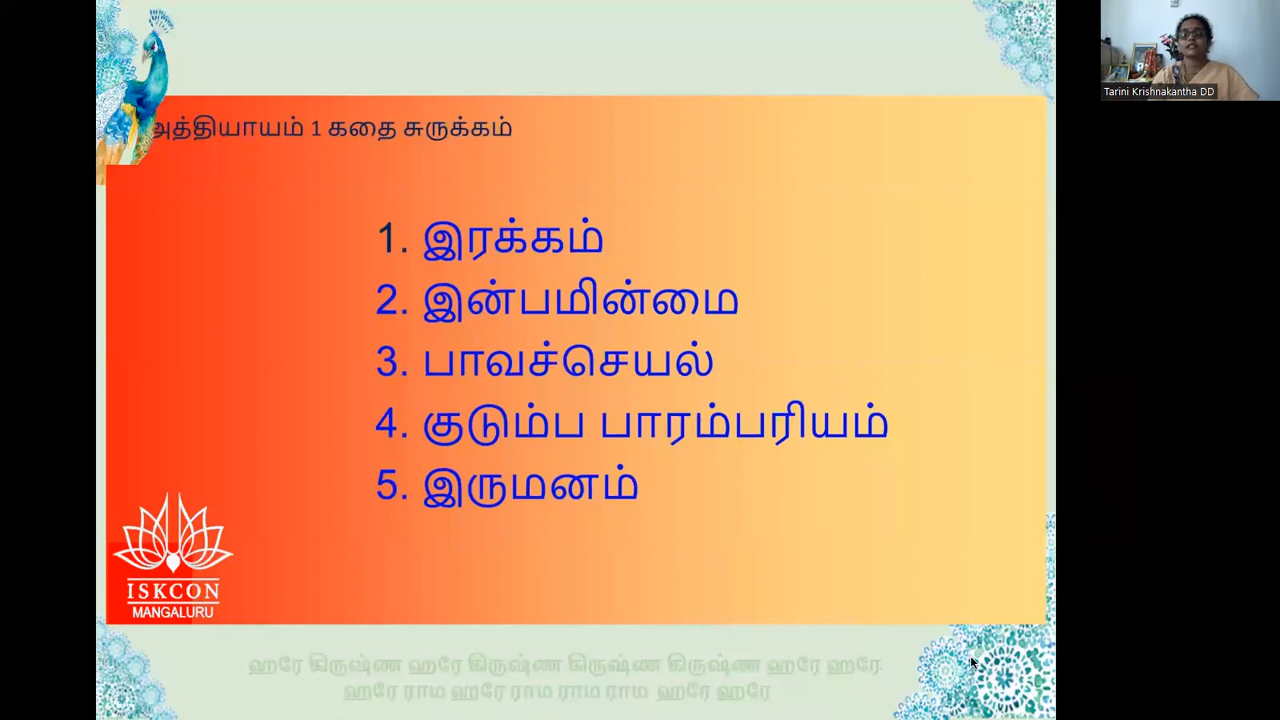 Tarini Krishnakantha DD
அத்தியாயம் 1 கதை சுருக்கம்
1. இரக்கம்
2. இன்பமின்மை
3. பாவச்செயல்
4. குடும்ப பாரம்பரியம்
5. இருமனம்
ISKCON
MANGALURU
ஹரே கிருஷ்ண ஹரே கிருஷ்ண கிருஷ்ண கிருஷ்ண ஹரே ஹரே
ஹரே ராம ஹரே ராம ராம ராம ஹரே ஹரே